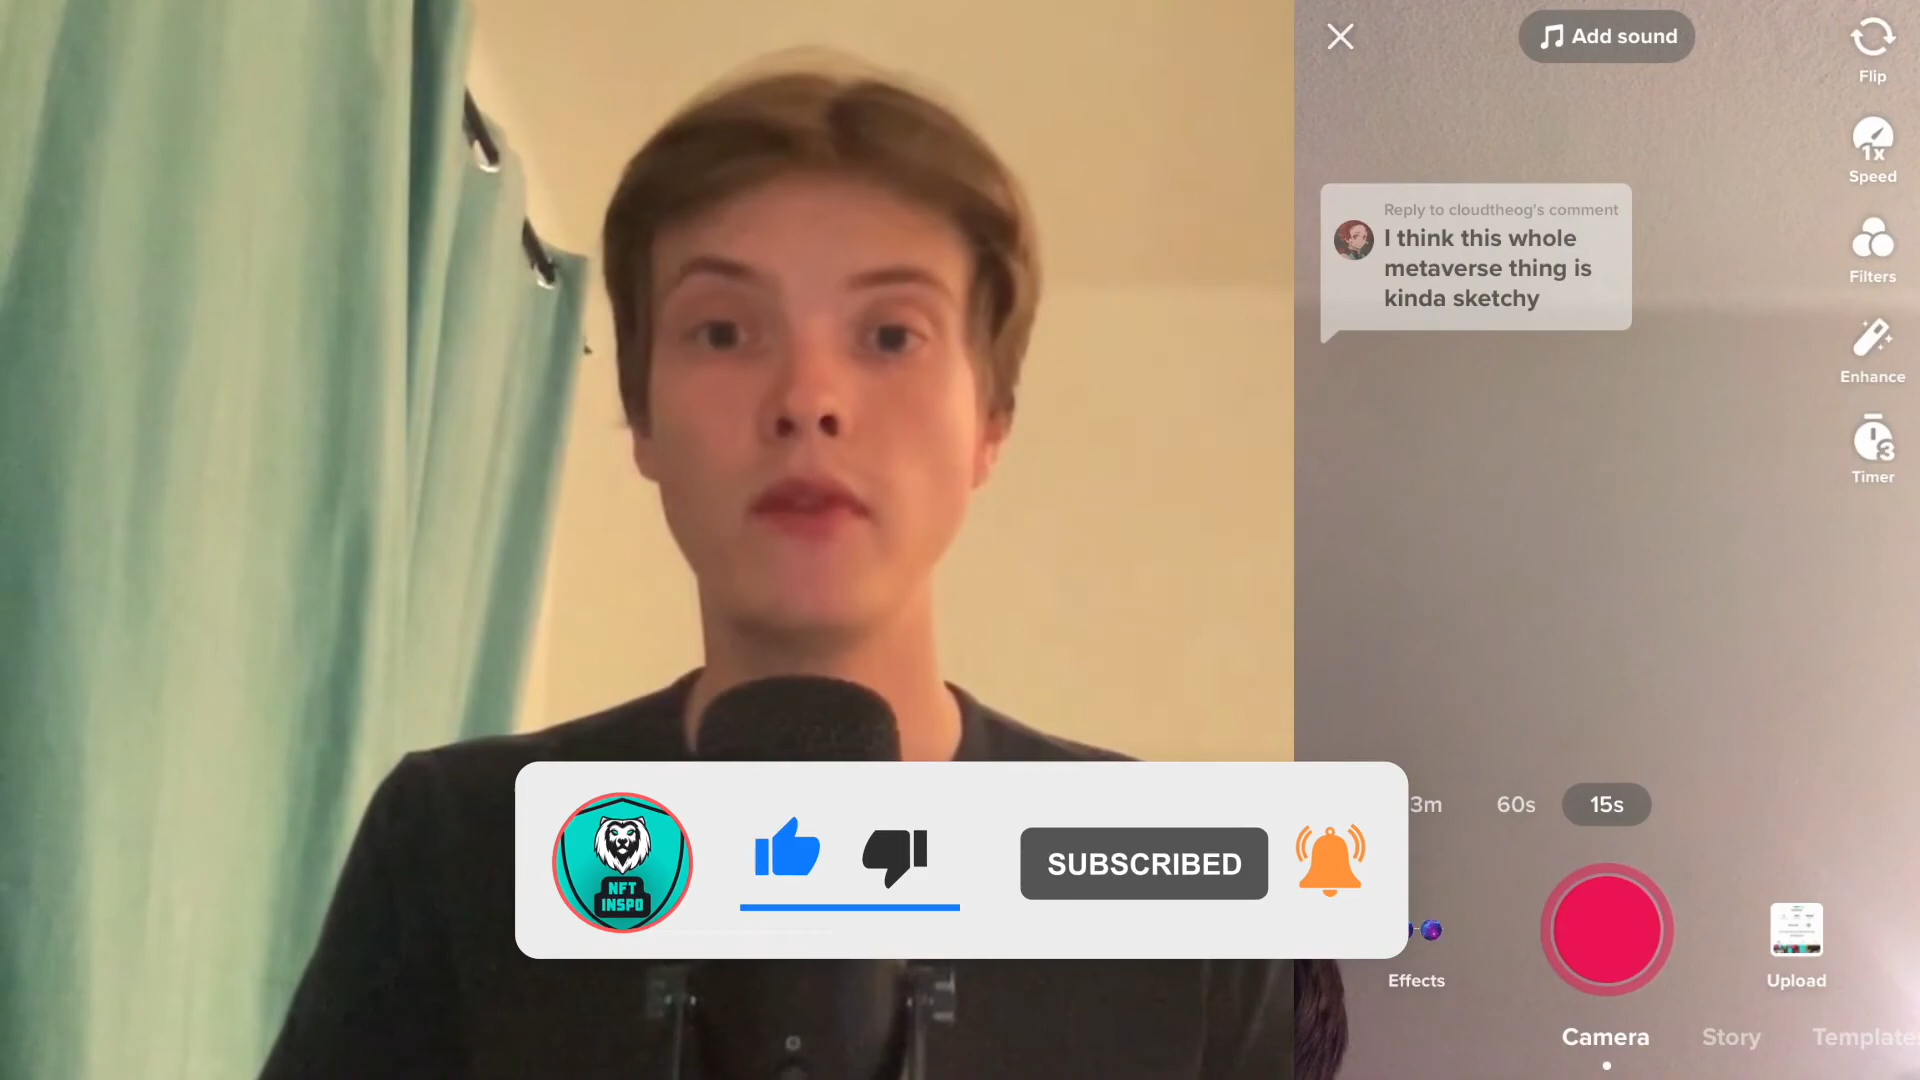 Add sound
Flip
1x
Speed
Reply to cloudtheog's comment
I think this whole
metaverse thing is
kinda sketchy
Filters
Enhance
3
Timer
3m
60s
15s
NFT
INSPO
SUBSCRIBED
Effects
Upload
Camera
Story
Templates